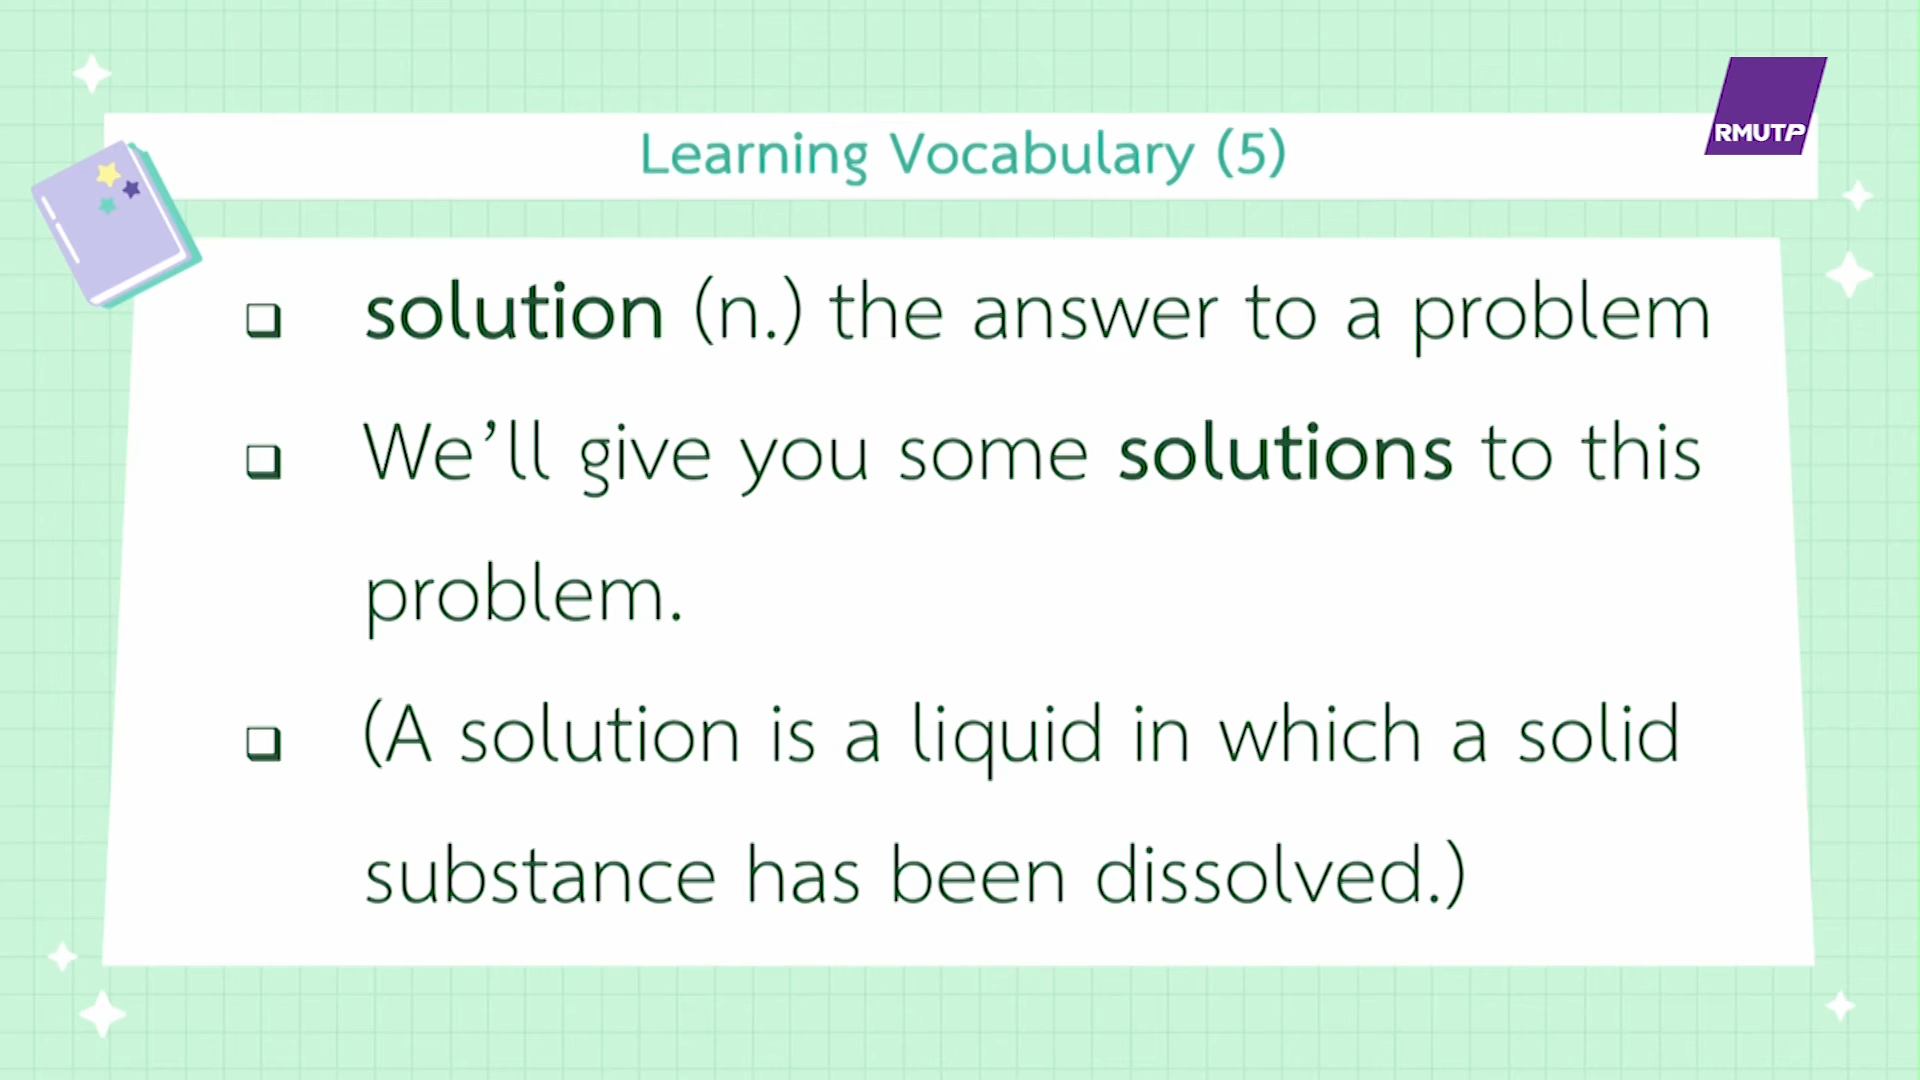 RMUTP
Learning Vocabulary (5)
❑ solution (n.) the answer to a problem
❑ We’ll give you some solutions to this
problem.
❑ (A solution is a liquid in which a solid
substance has been dissolved.)